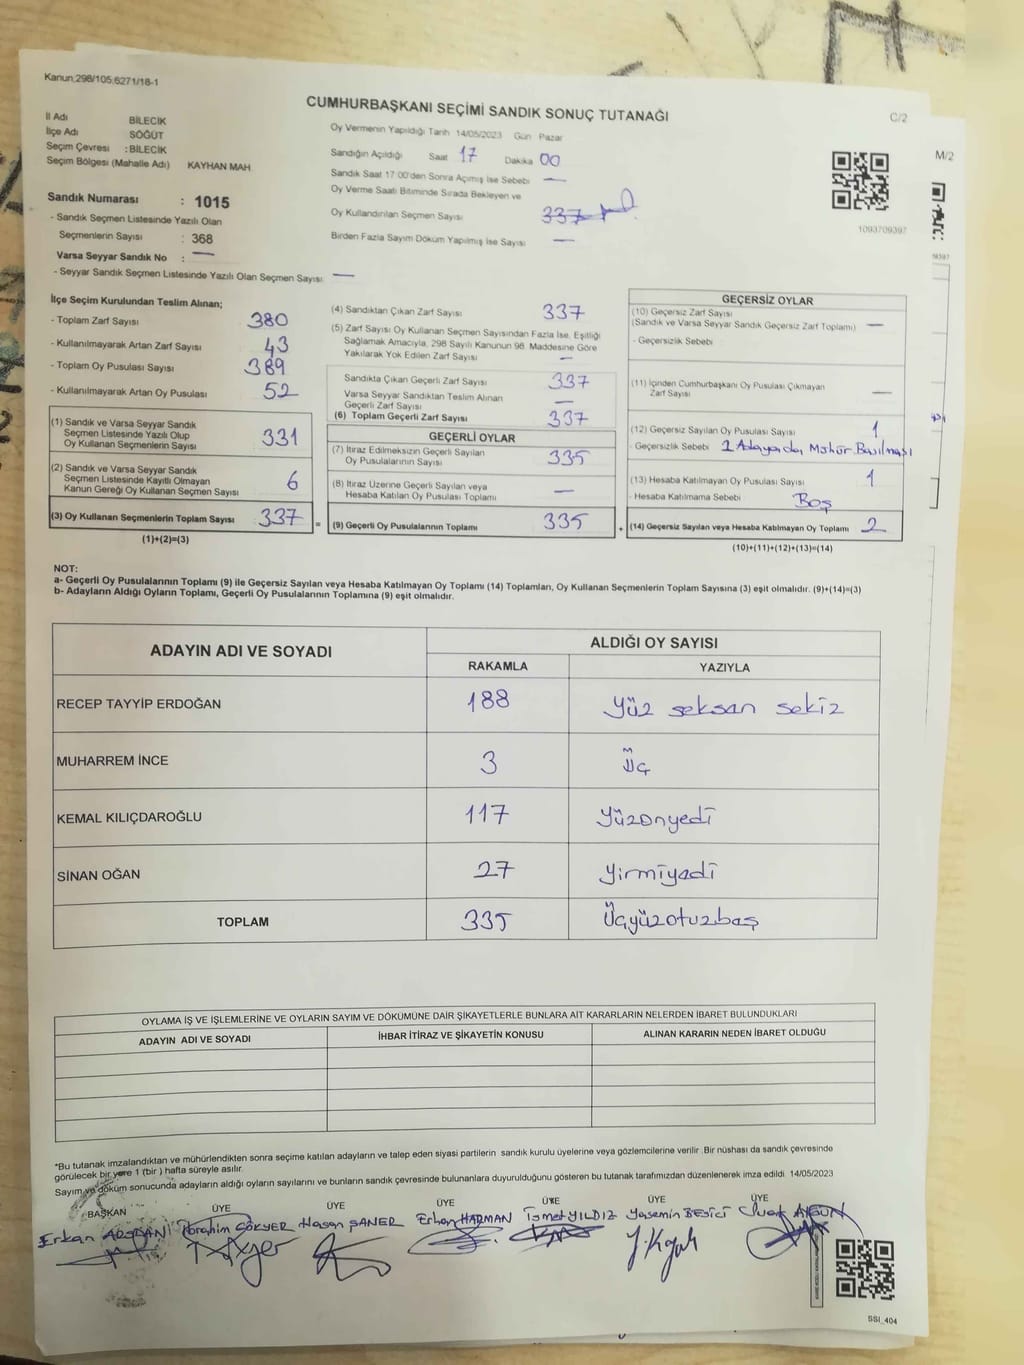 Kanun;298/105;6271/18-1
CUMHURBAŞKANI SEÇİMİ SANDIK SONUÇ TUTANAĞI
C/2
M/2
İl Adı BİLECİK
İlçe Adı SÖĞÜT
Seçim Çevresi : BİLECİK
Seçim Bölgesi (Mahalle Adı) KAYHAN MAH.
Sandık Numarası : 1015
- Sandık Seçmen Listesinde Yazılı Olan
Seçmenlerin Sayısı : 368
Varsa Seyyar Sandık No : —
- Seyyar Sandık Seçmen Listesinde Yazılı Olan Seçmen Sayısı: —
Oy Vermenin Yapıldığı Tarih 14/05/2023 Gün Pazar
Sandığın Açıldığı Saat 17 Dakika 00
Sandık Saat 17:00'den Sonra Açılmış İse Sebebi —
Oy Verme Saati Bitiminde Sırada Bekleyen ve
Oy Kullandırılan Seçmen Sayısı 337
Birden Fazla Sayım Döküm Yapılmış İse Sayısı —
1093709397
İlçe Seçim Kurulundan Teslim Alınan;
- Toplam Zarf Sayısı 380
- Kullanılmayarak Artan Zarf Sayısı 43
- Toplam Oy Pusulası Sayısı 389
- Kullanılmayarak Artan Oy Pusulası 52
(1) Sandık ve Varsa Seyyar Sandık
Seçmen Listesinde Yazılı Olup
Oy Kullanan Seçmenlerin Sayısı 331
(2) Sandık ve Varsa Seyyar Sandık
Seçmen Listesinde Kayıtlı Olmayan
Kanun Gereği Oy Kullanan Seçmen Sayısı 6
(3) Oy Kullanan Seçmenlerin Toplam Sayısı 337 =
(1)+(2)=(3)
(4) Sandıktan Çıkan Zarf Sayısı 337
(5) Zarf Sayısı Oy Kullanan Seçmen Sayısından Fazla İse, Eşitliği
Sağlamak Amacıyla, 298 Sayılı Kanunun 98. Maddesine Göre
Yakılarak Yok Edilen Zarf Sayısı —
Sandıkta Çıkan Geçerli Zarf Sayısı 337
Varsa Seyyar Sandıktan Teslim Alınan
Geçerli Zarf Sayısı —
(6) Toplam Geçerli Zarf Sayısı 337
GEÇERLİ OYLAR
(7) İtiraz Edilmeksizin Geçerli Sayılan
Oy Pusulalarının Sayısı 335
(8) İtiraz Üzerine Geçerli Sayılan veya
Hesaba Katılan Oy Pusulası Toplamı —
(9) Geçerli Oy Pusulalarının Toplamı 335 +
GEÇERSİZ OYLAR
(10) Geçersiz Zarf Sayısı
(Sandık ve Varsa Seyyar Sandık Geçersiz Zarf Toplamı) —
- Geçersizlik Sebebi
(11) İçinden Cumhurbaşkanı Oy Pusulası Çıkmayan
Zarf Sayısı —
(12) Geçersiz Sayılan Oy Pusulası Sayısı 1
- Geçersizlik Sebebi 2 Adayada Mühür Basılması
(13) Hesaba Katılmayan Oy Pusulası Sayısı 1
- Hesaba Katılmama Sebebi Boş
(14) Geçersiz Sayılan veya Hesaba Katılmayan Oy Toplamı 2
(10)+(11)+(12)+(13)=(14)
NOT:
a- Geçerli Oy Pusulalarının Toplamı (9) ile Geçersiz Sayılan veya Hesaba Katılmayan Oy Toplamı (14) Toplamları, Oy Kullanan Seçmenlerin Toplam Sayısına (3) eşit olmalıdır. (9)+(14)=(3)
b- Adayların Aldığı Oyların Toplamı, Geçerli Oy Pusulalarının Toplamına (9) eşit olmalıdır.
ADAYIN ADI VE SOYADI
ALDIĞI OY SAYISI
RAKAMLA YAZIYLA
RECEP TAYYİP ERDOĞAN 188 Yüz seksan sekiz
MUHARREM İNCE 3 Üç
KEMAL KILIÇDAROĞLU 117 Yüzonyedi
SİNAN OĞAN 27 Yirmiyedi
TOPLAM 335 Üçyüzotuzbeş
OYLAMA İŞ VE İŞLEMLERİNE VE OYLARIN SAYIM VE DÖKÜMÜNE DAİR ŞİKAYETLERLE BUNLARA AİT KARARLARIN NELERDEN İBARET BULUNDUKLARI
ADAYIN ADI VE SOYADI İHBAR İTİRAZ VE ŞİKAYETİN KONUSU ALINAN KARARIN NEDEN İBARET OLDUĞU
*Bu tutanak imzalandıktan ve mühürlendikten sonra seçime katılan adayların ve talep eden siyasi partilerin sandık kurulu üyelerine veya gözlemcilerine verilir. Bir nüshası da sandık çevresinde
görülecek bir yere 1 (bir) hafta süreyle asılır.
Sayım ve döküm sonucunda adayların aldığı oyların sayılarını ve bunların sandık çevresinde bulunanlara duyurulduğunu gösteren bu tutanak tarafımızdan düzenlenerek imza edildi. 14/05/2023
BAŞKAN ÜYE ÜYE ÜYE ÜYE ÜYE ÜYE
Erkan İbrahim GÖKYER Hasan SANER Erhan HARMAN İsmet YILDIZ Yasemin BESİCİ Suat AYGUN
SSI_404